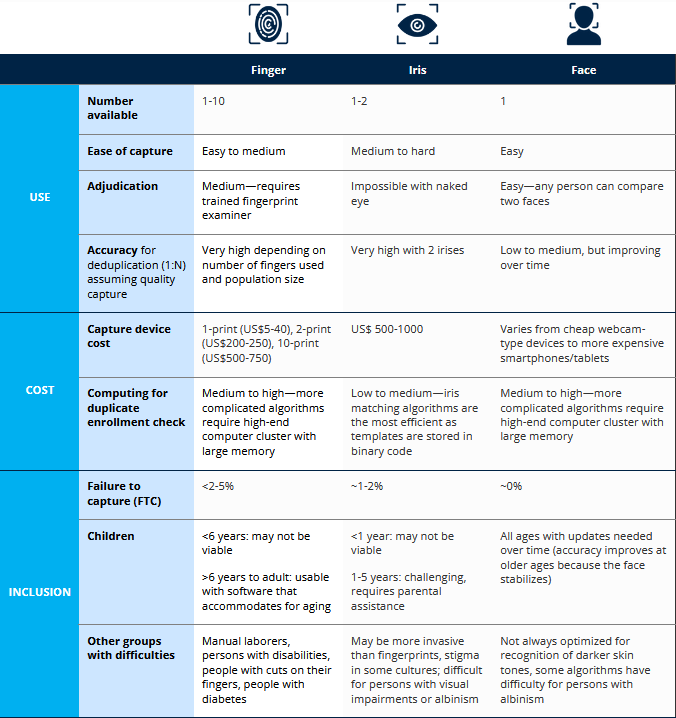 Finger Iris Face
USE
Number
available
1-10
1-2
1
Ease of capture
Easy to medium
Medium to hard
Easy
Adjudication
Medium—requires
trained fingerprint
examiner
Impossible with naked
eye
Easy—any person can compare
two faces
Accuracy for
deduplication (1:N)
assuming quality
capture
Very high depending on
number of fingers used
and population size
Very high with 2 irises
Low to medium, but improving
over time
COST
Capture device
cost
1-print (US$5-40), 2-print
(US$200-250), 10-print
(US$500-750)
US$ 500-1000
Varies from cheap webcam-
type devices to more expensive
smartphones/tablets
Computing for
duplicate
enrollment check
Medium to high—more
complicated algorithms
require high-end
computer cluster with
large memory
Low to medium—iris
matching algorithms are
the most efficient as
templates are stored in
binary code
Medium to high—more
complicated algorithms require
high-end computer cluster with
large memory
INCLUSION
Failure to
capture (FTC)
<2-5%
~1-2%
~0%
Children
<6 years: may not be
viable
>6 years to adult: usable
with software that
accommodates for aging
<1 year: may not be
viable
1-5 years: challenging,
requires parental
assistance
All ages with updates needed
over time (accuracy improves at
older ages because the face
stabilizes)
Other groups
with difficulties
Manual laborers,
persons with disabilities,
people with cuts on their
fingers, people with
diabetes
May be more invasive
than fingerprints, stigma
in some cultures; difficult
for persons with visual
impairments or albinism
Not always optimized for
recognition of darker skin
tones, some algorithms have
difficulty for persons with
albinism